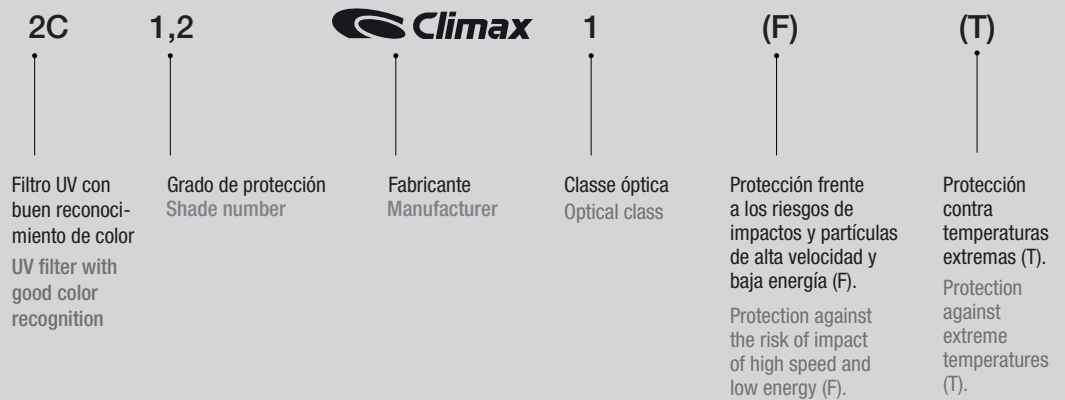 2C 1,2 Climax 1 (F) (T)
Filtro UV con
buen reconoci-
miento de color
UV filter with
good color
recognition
Grado de protección
Shade number
Fabricante
Manufacturer
Classe óptica
Optical class
Protección frente
a los riesgos de
impactos y partículas
de alta velocidad y
baja energía (F).
Protection against
the risk of impact
of high speed and
low energy (F).
Protección
contra
temperaturas
extremas (T).
Protection
against
extreme
temperatures
(T).